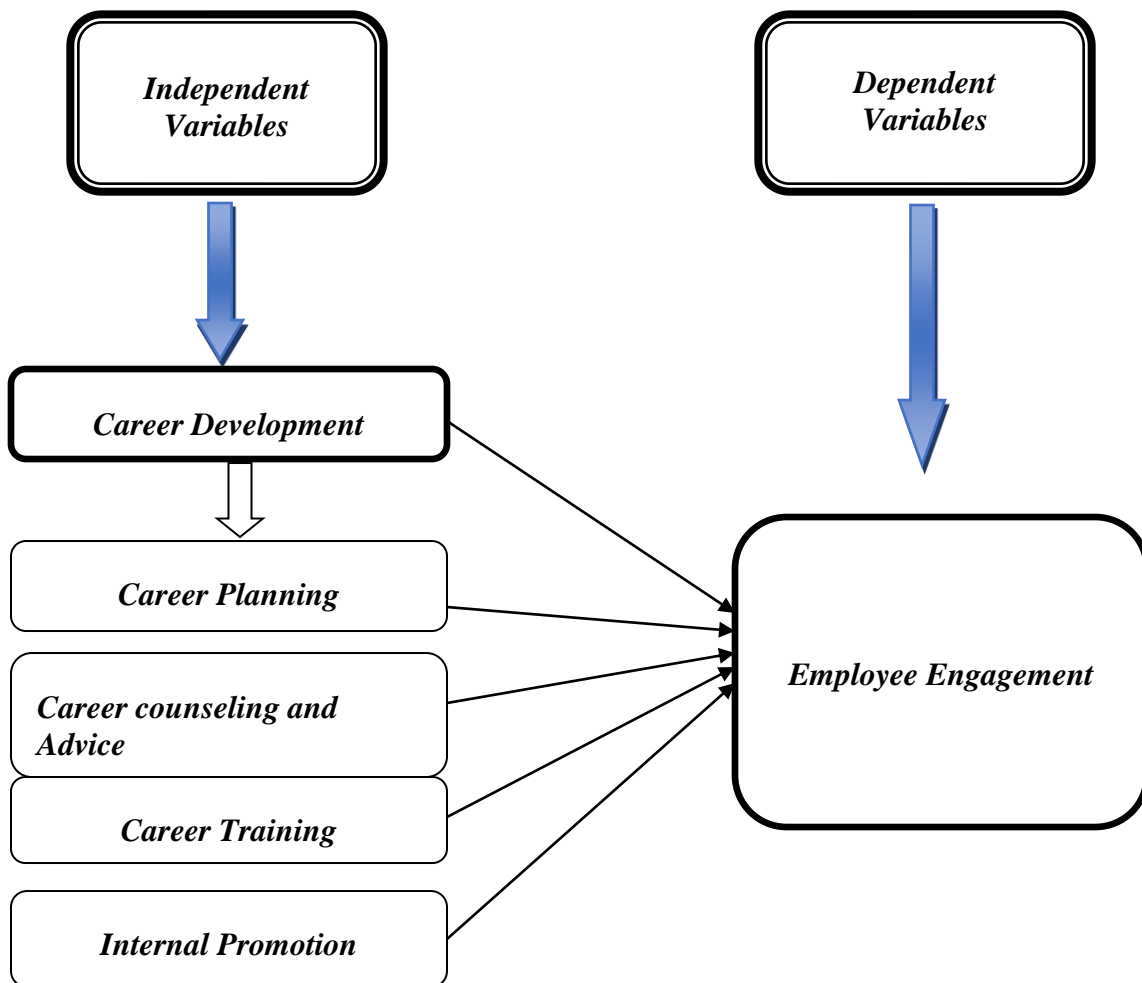 Independent
Variables
Dependent
Variables
Career Development
Career Planning
Career counseling and
Advice
Career Training
Internal Promotion
Employee Engagement